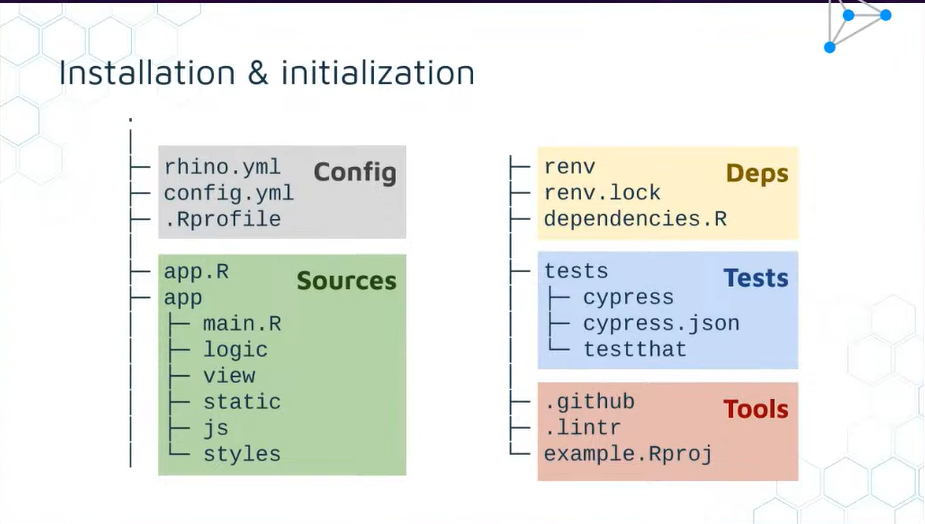 Installation & initialization
.
├─ rhino.yml
Config
├─ config.yml
├─ .Rprofile
├─ app.R
Sources
├─ app
├─ main.R
├─ logic
├─ view
├─ static
├─ js
└─ styles
├─ renv
Deps
├─ renv.lock
├─ dependencies.R
├─ tests
Tests
├─ cypress
├─ cypress.json
└─ testthat
├─ .github
Tools
├─ .lintr
└─ example.Rproj